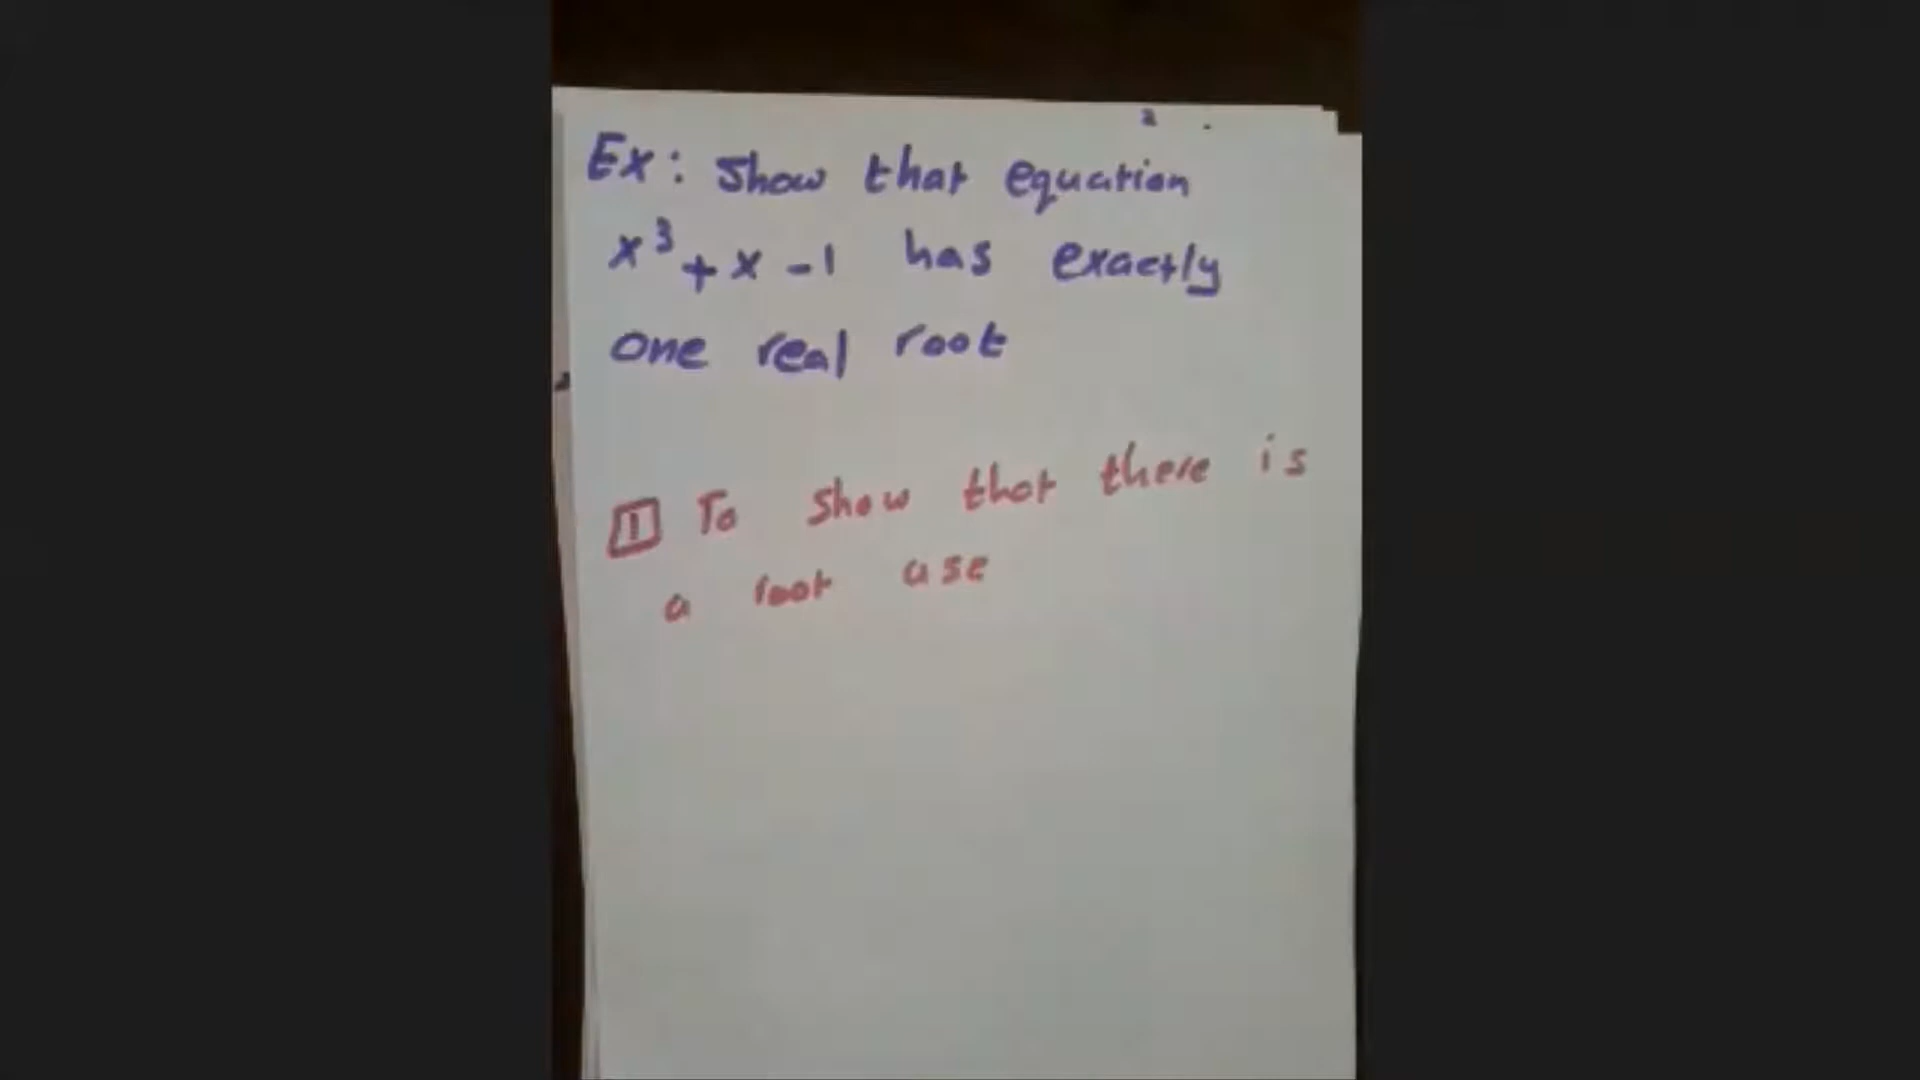 Ex: Show that equation
x³ + x - 1 has exactly
one real root
1 To show that there is
a root use